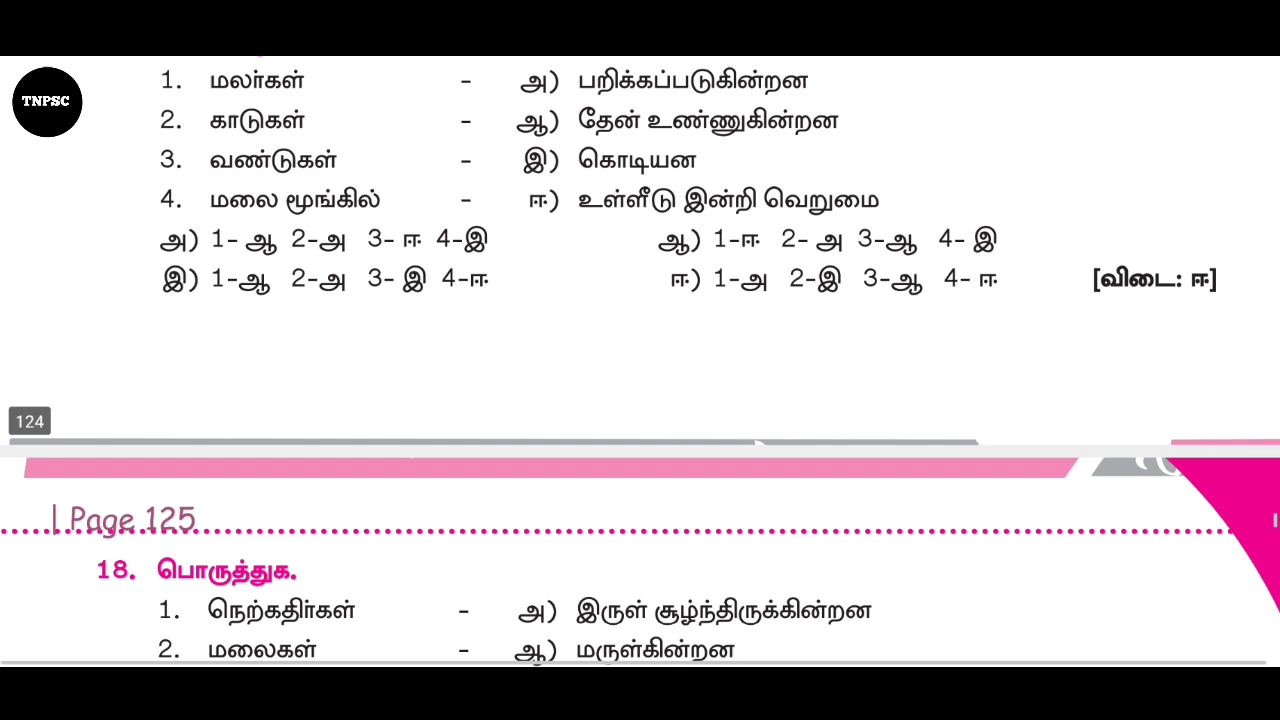 TNPSC
1. மலர்கள் - அ) பறிக்கப்படுகின்றன
2. காடுகள் - ஆ) தேன் உண்ணுகின்றன
3. வண்டுகள் - இ) கொடியன
4. மலை மூங்கில் - ஈ) உள்ளீடு இன்றி வெறுமை
அ) 1- ஆ 2-அ 3- ஈ 4-இ ஆ) 1-ஈ 2- அ 3-ஆ 4- இ
இ) 1-ஆ 2-அ 3- இ 4-ஈ ஈ) 1-அ 2-இ 3-ஆ 4- ஈ [விடை: ஈ]
124
| Page 125
18. பொருத்துக.
1. நெற்கதிர்கள் - அ) இருள் சூழ்ந்திருக்கின்றன
2. மலைகள் - ஆ) மருள்கின்றன